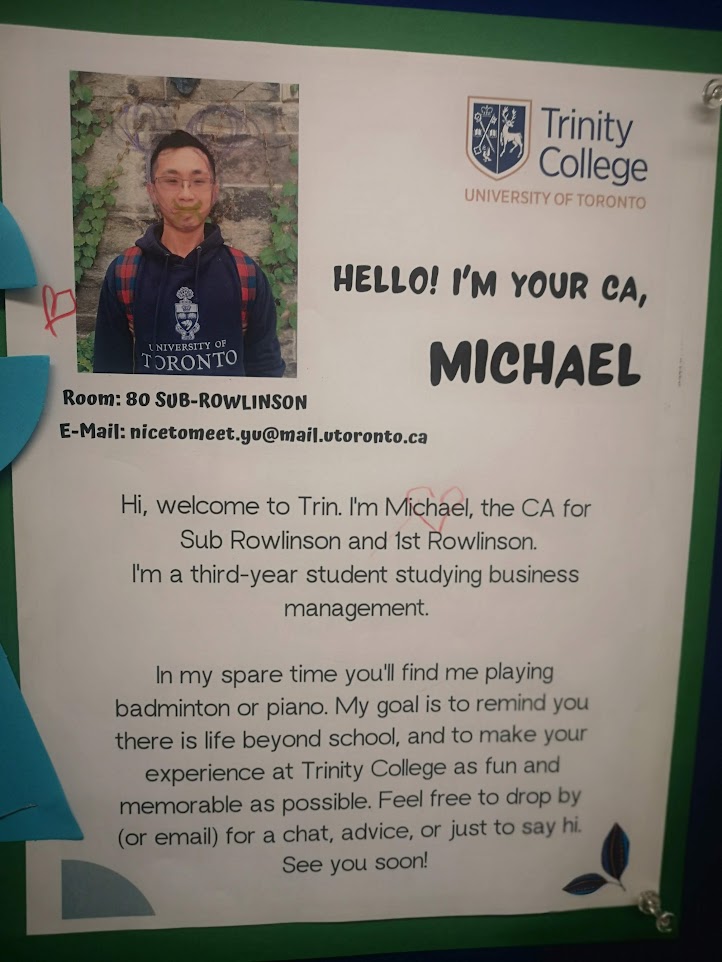 Trinity
College
UNIVERSITY OF TORONTO
HELLO! I'M YOUR CA,
MICHAEL
UNIVERSITY OF
TORONTO
Room: 80 SUB-ROWLINSON
E-Mail: nicetomeet.yu@mail.utoronto.ca
Hi, welcome to Trin. I'm Michael, the CA for
Sub Rowlinson and 1st Rowlinson.
I'm a third-year student studying business
management.
In my spare time you'll find me playing
badminton or piano. My goal is to remind you
there is life beyond school, and to make your
experience at Trinity College as fun and
memorable as possible. Feel free to drop by
(or email) for a chat, advice, or just to say hi.
See you soon!